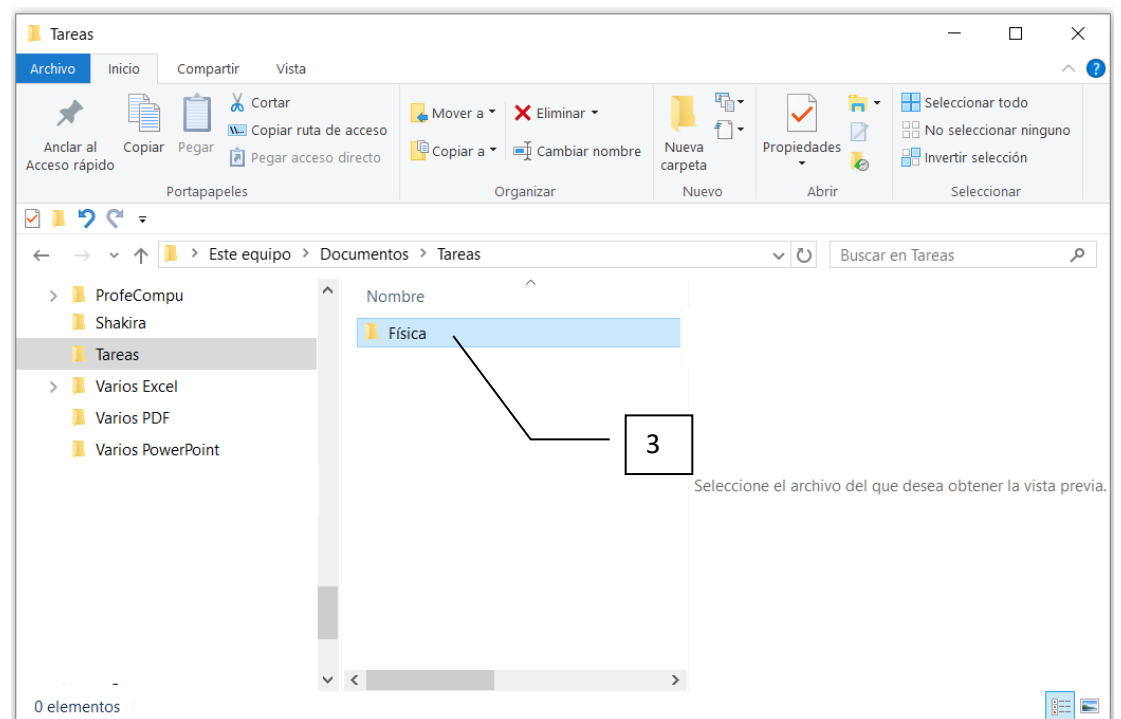 Tareas
Archivo Inicio Compartir Vista
Anclar al Acceso rápido
Copiar
Pegar
Cortar
Copiar ruta de acceso
Pegar acceso directo
Portapapeles
Mover a
Copiar a
Eliminar
Cambiar nombre
Organizar
Nueva carpeta
Nuevo
Propiedades
Abrir
Seleccionar todo
No seleccionar ninguno
Invertir selección
Seleccionar
Este equipo > Documentos > Tareas
Buscar en Tareas
ProfeCompu
Shakira
Tareas
Varios Excel
Varios PDF
Varios PowerPoint
Nombre
Física
3
Seleccione el archivo del que desea obtener la vista previa.
0 elementos